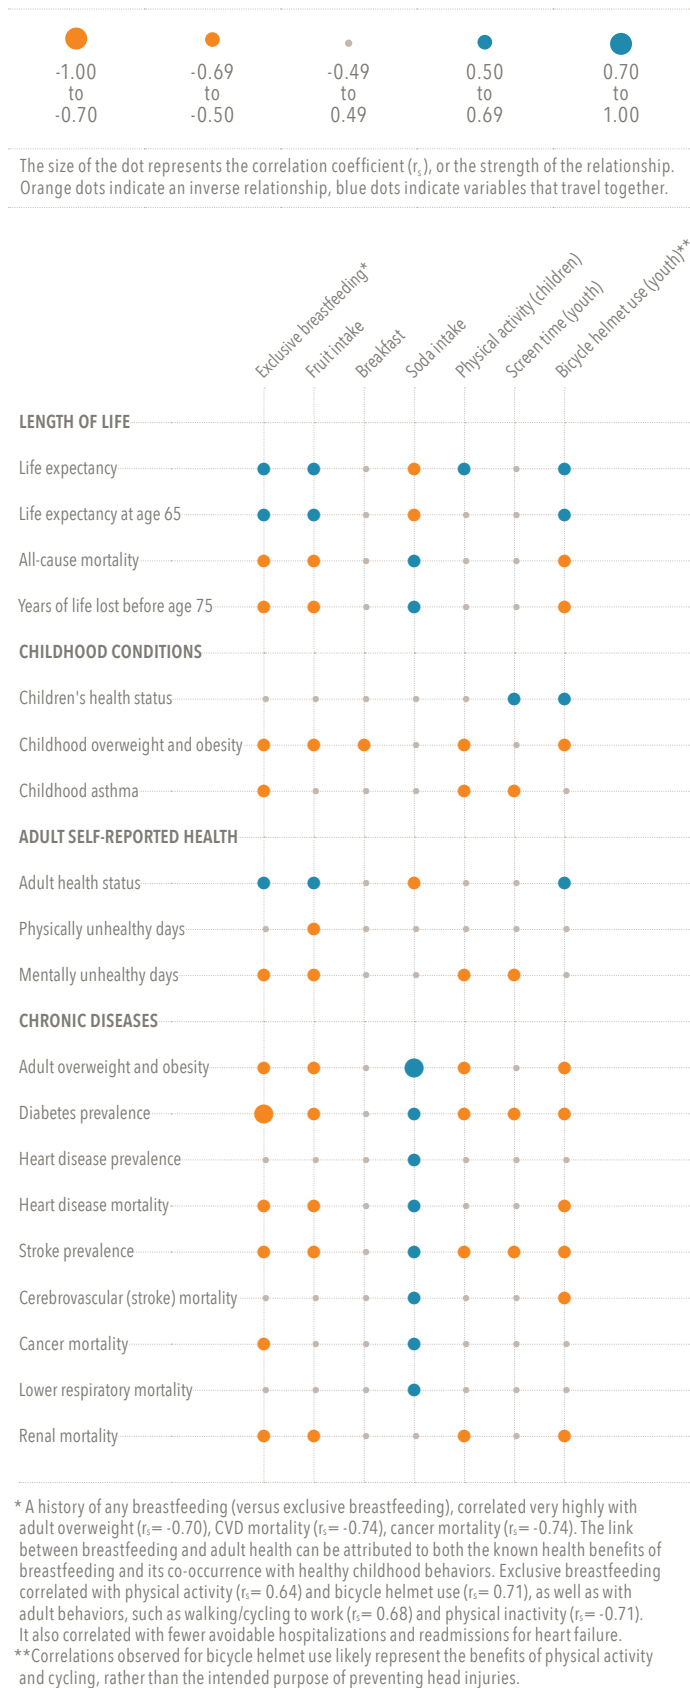 -1.00
to
-0.70
-0.69
to
-0.50
-0.49
to
0.49
0.50
to
0.69
0.70
to
1.00
The size of the dot represents the correlation coefficient (rs), or the strength of the relationship.
Orange dots indicate an inverse relationship, blue dots indicate variables that travel together.
Exclusive breastfeeding*
Fruit intake
Breakfast
Soda intake
Physical activity (children)
Screen time (youth)
Bicycle helmet use (youth)**
LENGTH OF LIFE
Life expectancy
Life expectancy at age 65
All-cause mortality
Years of life lost before age 75
CHILDHOOD CONDITIONS
Children's health status
Childhood overweight and obesity
Childhood asthma
ADULT SELF-REPORTED HEALTH
Adult health status
Physically unhealthy days
Mentally unhealthy days
CHRONIC DISEASES
Adult overweight and obesity
Diabetes prevalence
Heart disease prevalence
Heart disease mortality
Stroke prevalence
Cerebrovascular (stroke) mortality
Cancer mortality
Lower respiratory mortality
Renal mortality
* A history of any breastfeeding (versus exclusive breastfeeding), correlated very highly with
adult overweight (rs= -0.70), CVD mortality (rs= -0.74), cancer mortality (rs= -0.74). The link
between breastfeeding and adult health can be attributed to both the known health benefits of
breastfeeding and its co-occurrence with healthy childhood behaviors. Exclusive breastfeeding
correlated with physical activity (rs= 0.64) and bicycle helmet use (rs= 0.71), as well as with
adult behaviors, such as walking/cycling to work (rs= 0.68) and physical inactivity (rs= -0.71).
It also correlated with fewer avoidable hospitalizations and readmissions for heart failure.
**Correlations observed for bicycle helmet use likely represent the benefits of physical activity
and cycling, rather than the intended purpose of preventing head injuries.